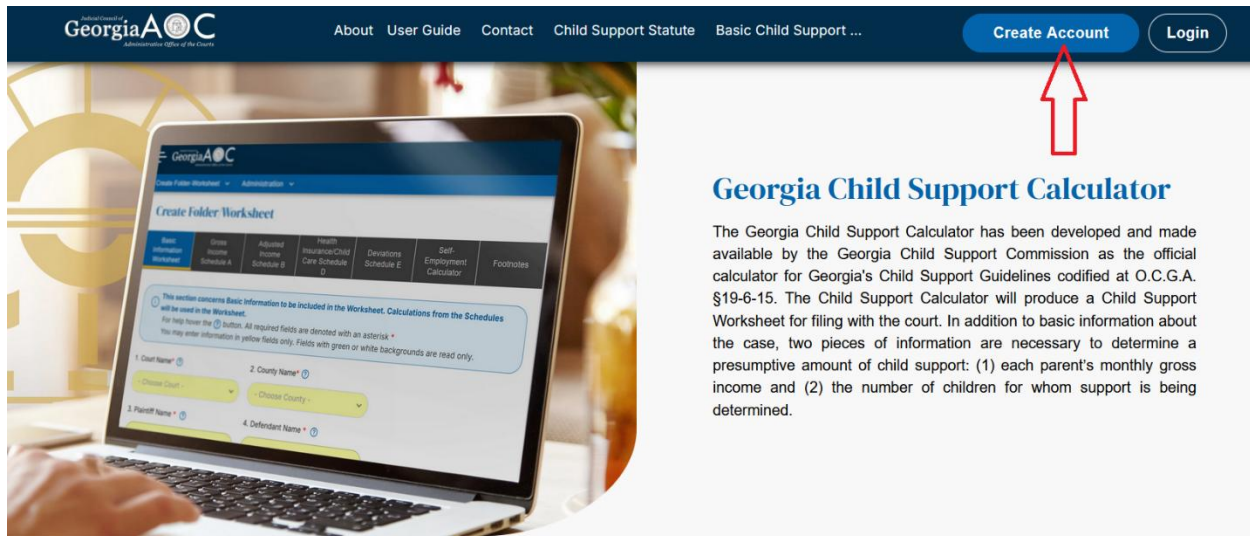 Judicial Council of
GeorgiaAOC
Administrative Office of the Courts
About User Guide Contact Child Support Statute Basic Child Support ...
Create Account
Login
GeorgiaAOC
Create Folder Worksheet Administration
Create Folder Worksheet
Basic
Information
Worksheet
Gross
Income
Schedule A
Adjusted
Income
Schedule B
Health
Insurance/Child
Care Schedule
D
Deviations
Schedule E
Self-
Employment
Calculator
Footnotes
This section concerns Basic Information to be included in the Worksheet. Calculations from the Schedules
will be used in the Worksheet.
For help hover the ? button. All required fields are denoted with an asterisk *
You may enter information in yellow fields only. Fields with green or white backgrounds are read only.
1. Court Name* ?
2. County Name* ?
- Choose Court -
- Choose County -
3. Plaintiff Name * ?
4. Defendant Name * ?
Georgia Child Support Calculator
The Georgia Child Support Calculator has been developed and made
available by the Georgia Child Support Commission as the official
calculator for Georgia's Child Support Guidelines codified at O.C.G.A.
§19-6-15. The Child Support Calculator will produce a Child Support
Worksheet for filing with the court. In addition to basic information about
the case, two pieces of information are necessary to determine a
presumptive amount of child support: (1) each parent's monthly gross
income and (2) the number of children for whom support is being
determined.